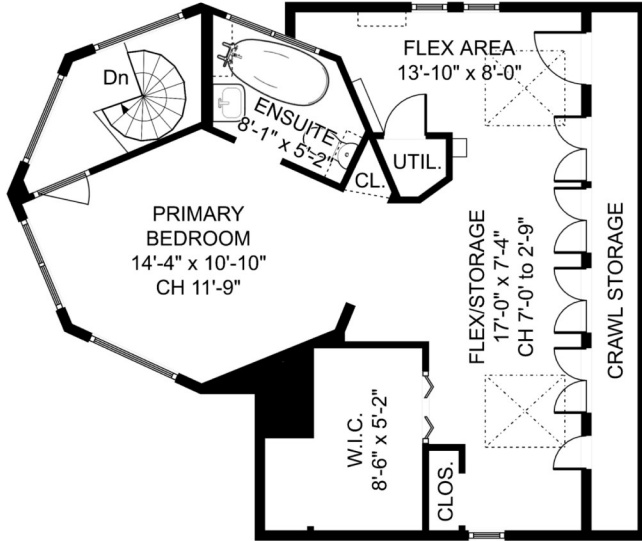 FLEX AREA
13'-10" x 8'-0"
Dn
ENSUITE
8'-1" x 5'-2"
UTIL.
CL.
PRIMARY
BEDROOM
14'-4" x 10'-10"
CH 11'-9"
FLEX/STORAGE
17'-0" x 7'-4"
CH 7'-0' to 2'-9"
CRAWL STORAGE
W.I.C.
8'-6" x 5'-2"
CLOS.